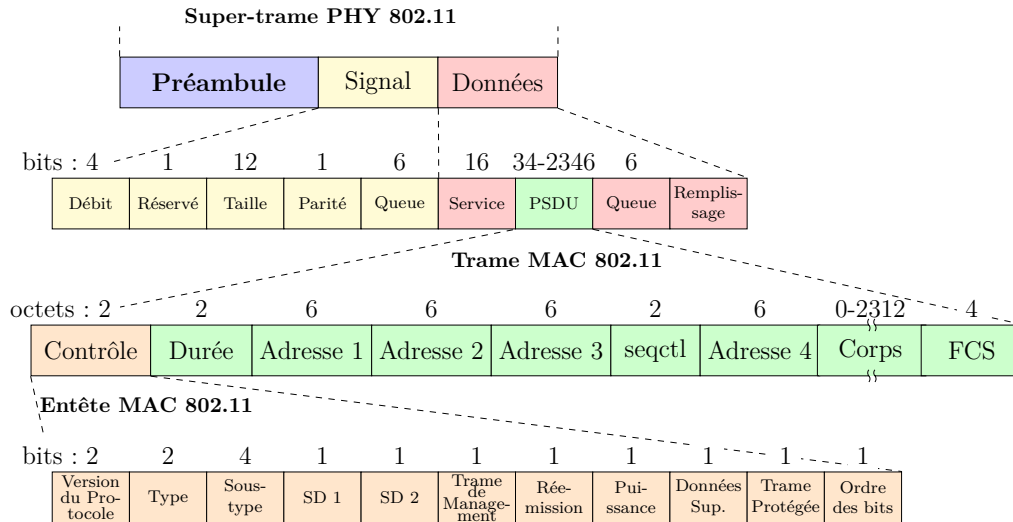 Super-trame PHY 802.11
Préambule Signal Données
bits : 4 1 12 1 6 16 34-2346 6
Débit Réservé Taille Parité Queue Service PSDU Queue Remplis-
sage
Trame MAC 802.11
octets : 2 2 6 6 6 2 6 0-2312 4
Contrôle Durée Adresse 1 Adresse 2 Adresse 3 seqctl Adresse 4 Corps FCS
Entête MAC 802.11
bits : 2 2 4 1 1 1 1 1 1 1 1
Version
du Pro-
tocole
Type
Sous-
type
SD 1
SD 2
Trame
de
Manage-
ment
Rée-
mission
Pui-
ssance
Données
Sup.
Trame
Protégée
Ordre
des bits